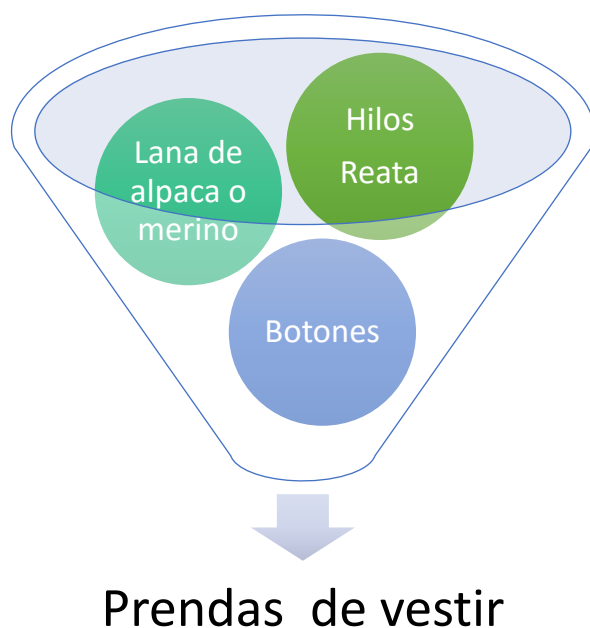 Hilos
Reata
Lana de
alpaca o
merino
Botones
Prendas  de vestir